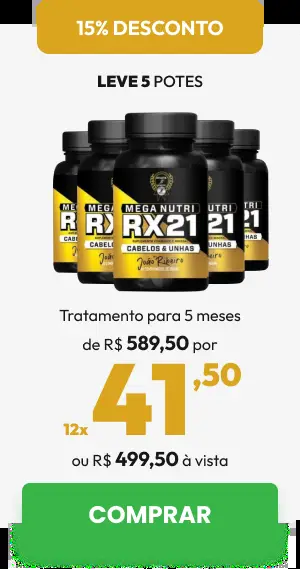 15% DESCONTO
LEVE 5 POTES
MEGA NUTRI
RX21
CABELOS & UNHAS
João Ribeiro
Tratamento para 5 meses
de R$ 589,50 por
12x 41,50
ou R$ 499,50 à vista
COMPRAR